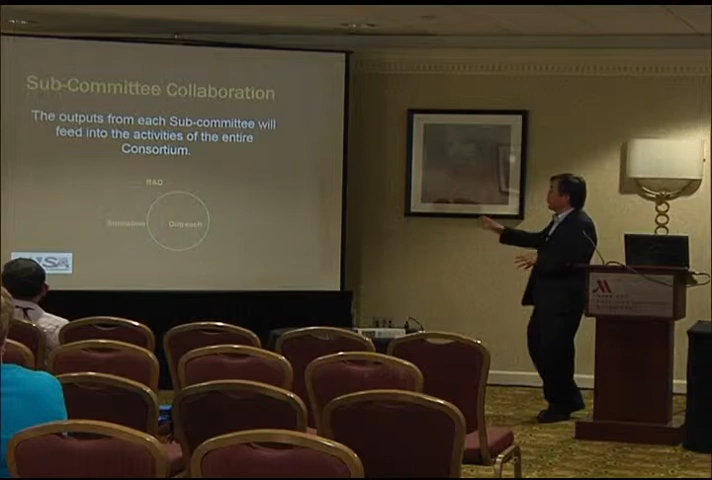 Sub-Committee Collaboration
The outputs from each Sub-committee will
feed into the activities of the entire
Consortium.
R&D
Outreach